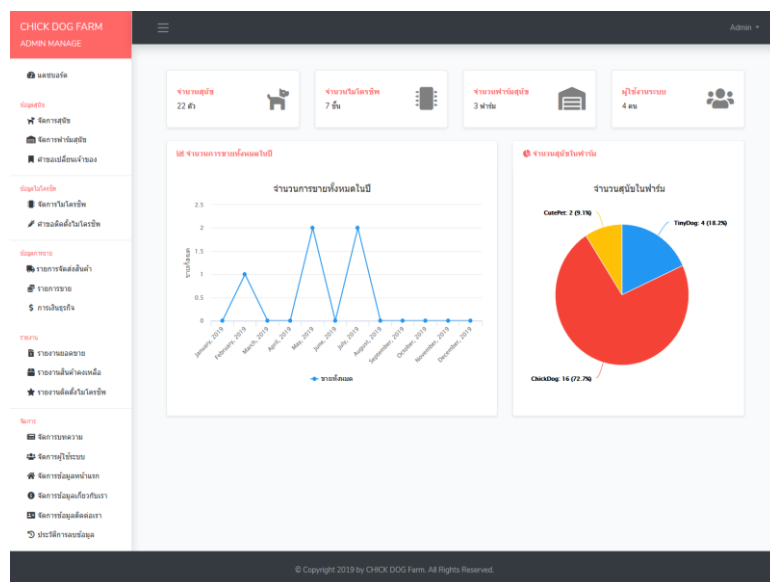 CHICK DOG FARM
ADMIN MANAGE
Admin
แดชบอร์ด
ข้อมูลสุนัข
จัดการสุนัข
จัดการฟาร์มสุนัข
คำขอเปลี่ยนเจ้าของ
ข้อมูลไมโครชิพ
จัดการไมโครชิพ
คำขอติดตั้งไมโครชิพ
ข้อมูลการขาย
รายการจัดส่งสินค้า
รายการขาย
$ การเงินธุรกิจ
รายงาน
รายงานยอดขาย
รายงานสินค้าคงเหลือ
รายงานติดตั้งไมโครชิพ
จัดการ
จัดการบทความ
จัดการผู้ใช้ระบบ
จัดการข้อมูลหน้าแรก
จัดการข้อมูลเกี่ยวกับเรา
จัดการข้อมูลติดต่อเรา
ประวัติการลบข้อมูล
จำนวนสุนัข
22 ตัว
จำนวนไมโครชิพ
7 ชิ้น
จำนวนฟาร์มสุนัข
3 ฟาร์ม
ผู้ใช้งานระบบ
4 คน
จำนวนการขายทั้งหมดในปี
จำนวนการขายทั้งหมดในปี
ขายทั้งหมด
2.5
2
1.5
1
0.5
0
January, 2019
February, 2019
March, 2019
April, 2019
May, 2019
June, 2019
July, 2019
August, 2019
September, 2019
October, 2019
November, 2019
December, 2019
ขายทั้งหมด
จำนวนสุนัขในฟาร์ม
จำนวนสุนัขในฟาร์ม
CutePet: 2 (9.1%)
TinyDog: 4 (18.2%)
ChickDog: 16 (72.7%)
© Copyright 2019 by CHICK DOG Farm. All Rights Reserved.